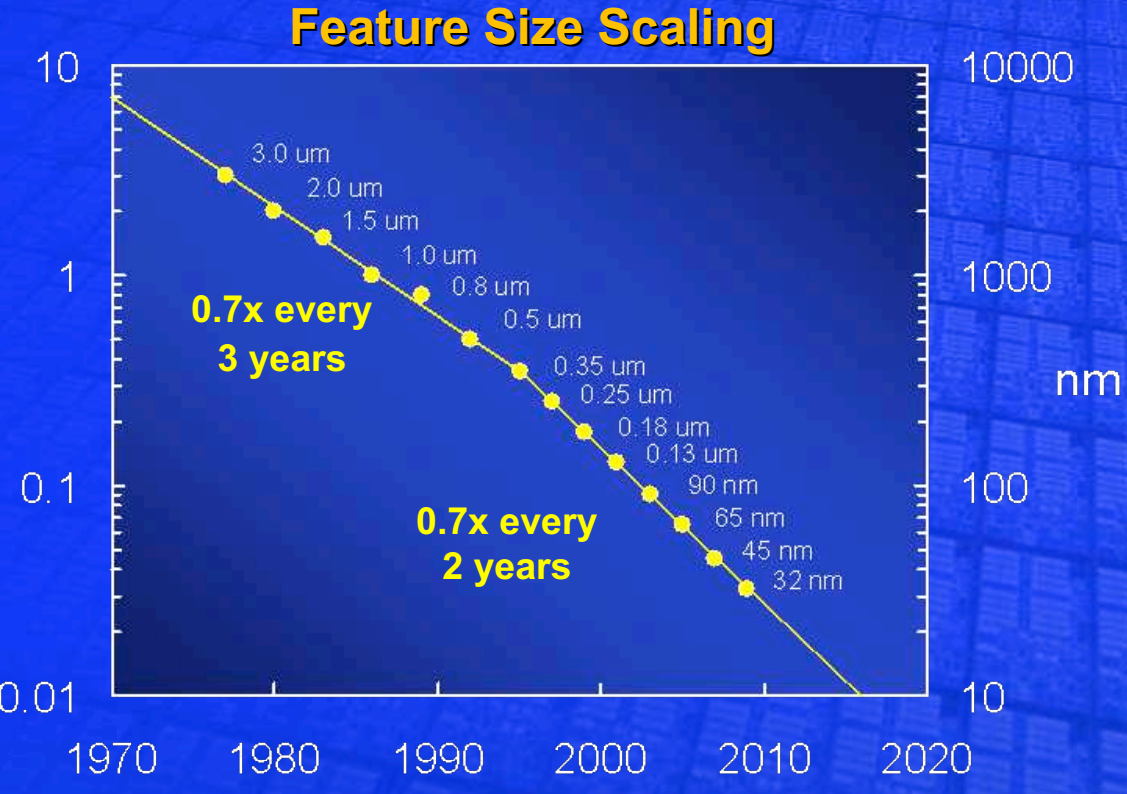 Feature Size Scaling
10
10000
3.0 um
2.0 um
1.5 um
1.0 um
1
1000
0.8 um
0.7x every
3 years
0.5 um
0.35 um
nm
0.25 um
0.18 um
0.13 um
0.1
90 nm
100
65 nm
0.7x every
2 years
45 nm
32 nm
0.01
10
1970 1980 1990 2000 2010 2020